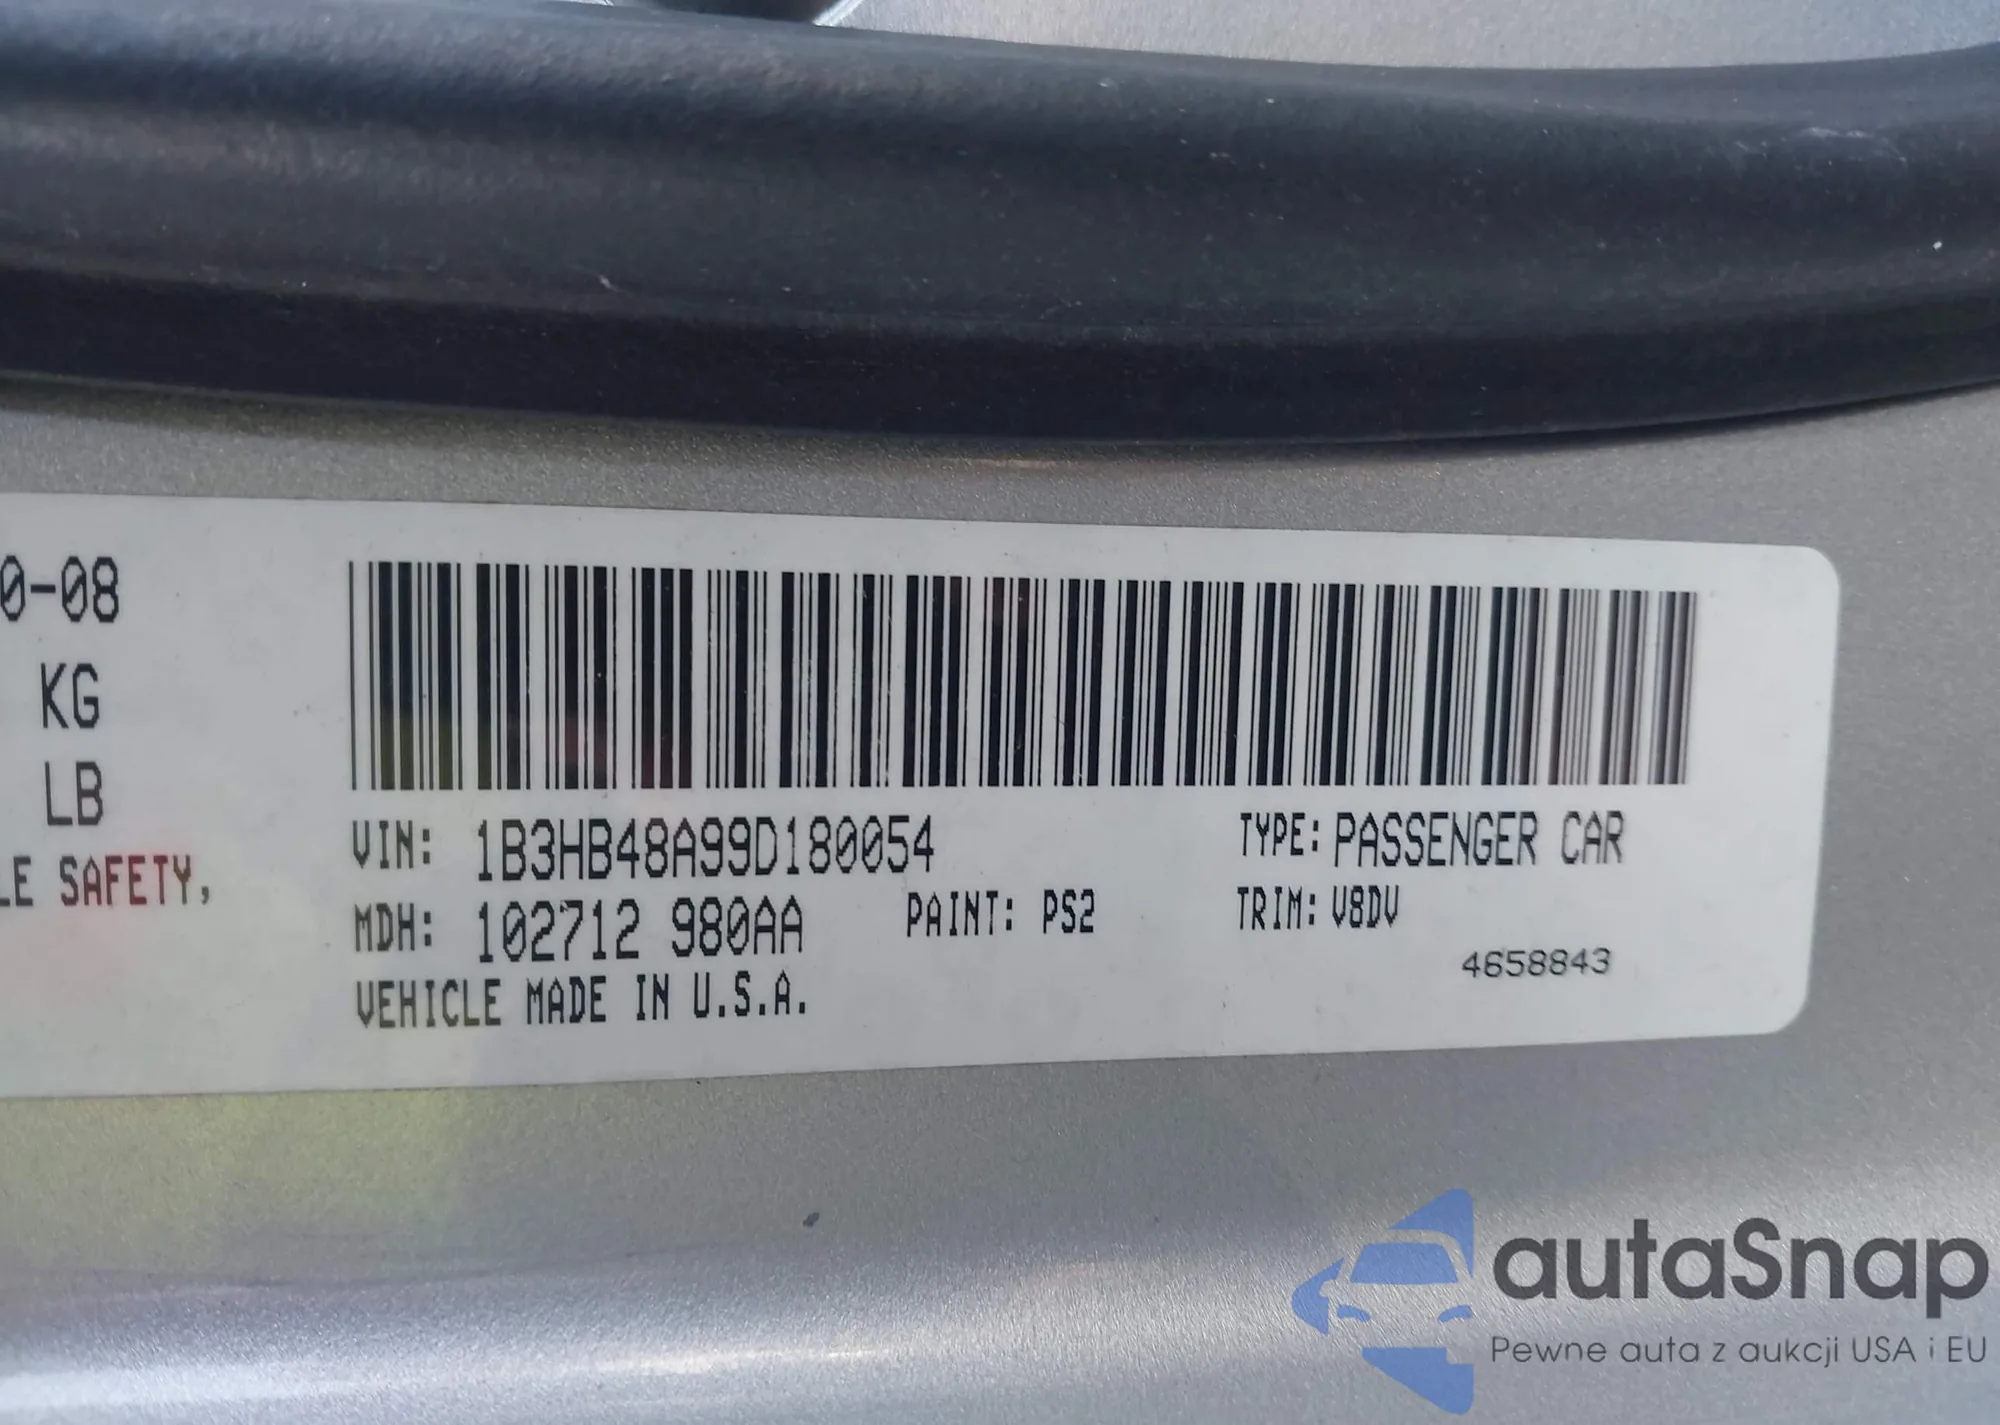 0-08
KG
LB
LE SAFETY,
VIN: 1B3HB48A99D180054
TYPE: PASSENGER CAR
MDH: 102712 980AA
PAINT: PS2
TRIM: V8DV
VEHICLE MADE IN U.S.A.
4658843
autaSnap
Pewne auta z aukcji USA i EU